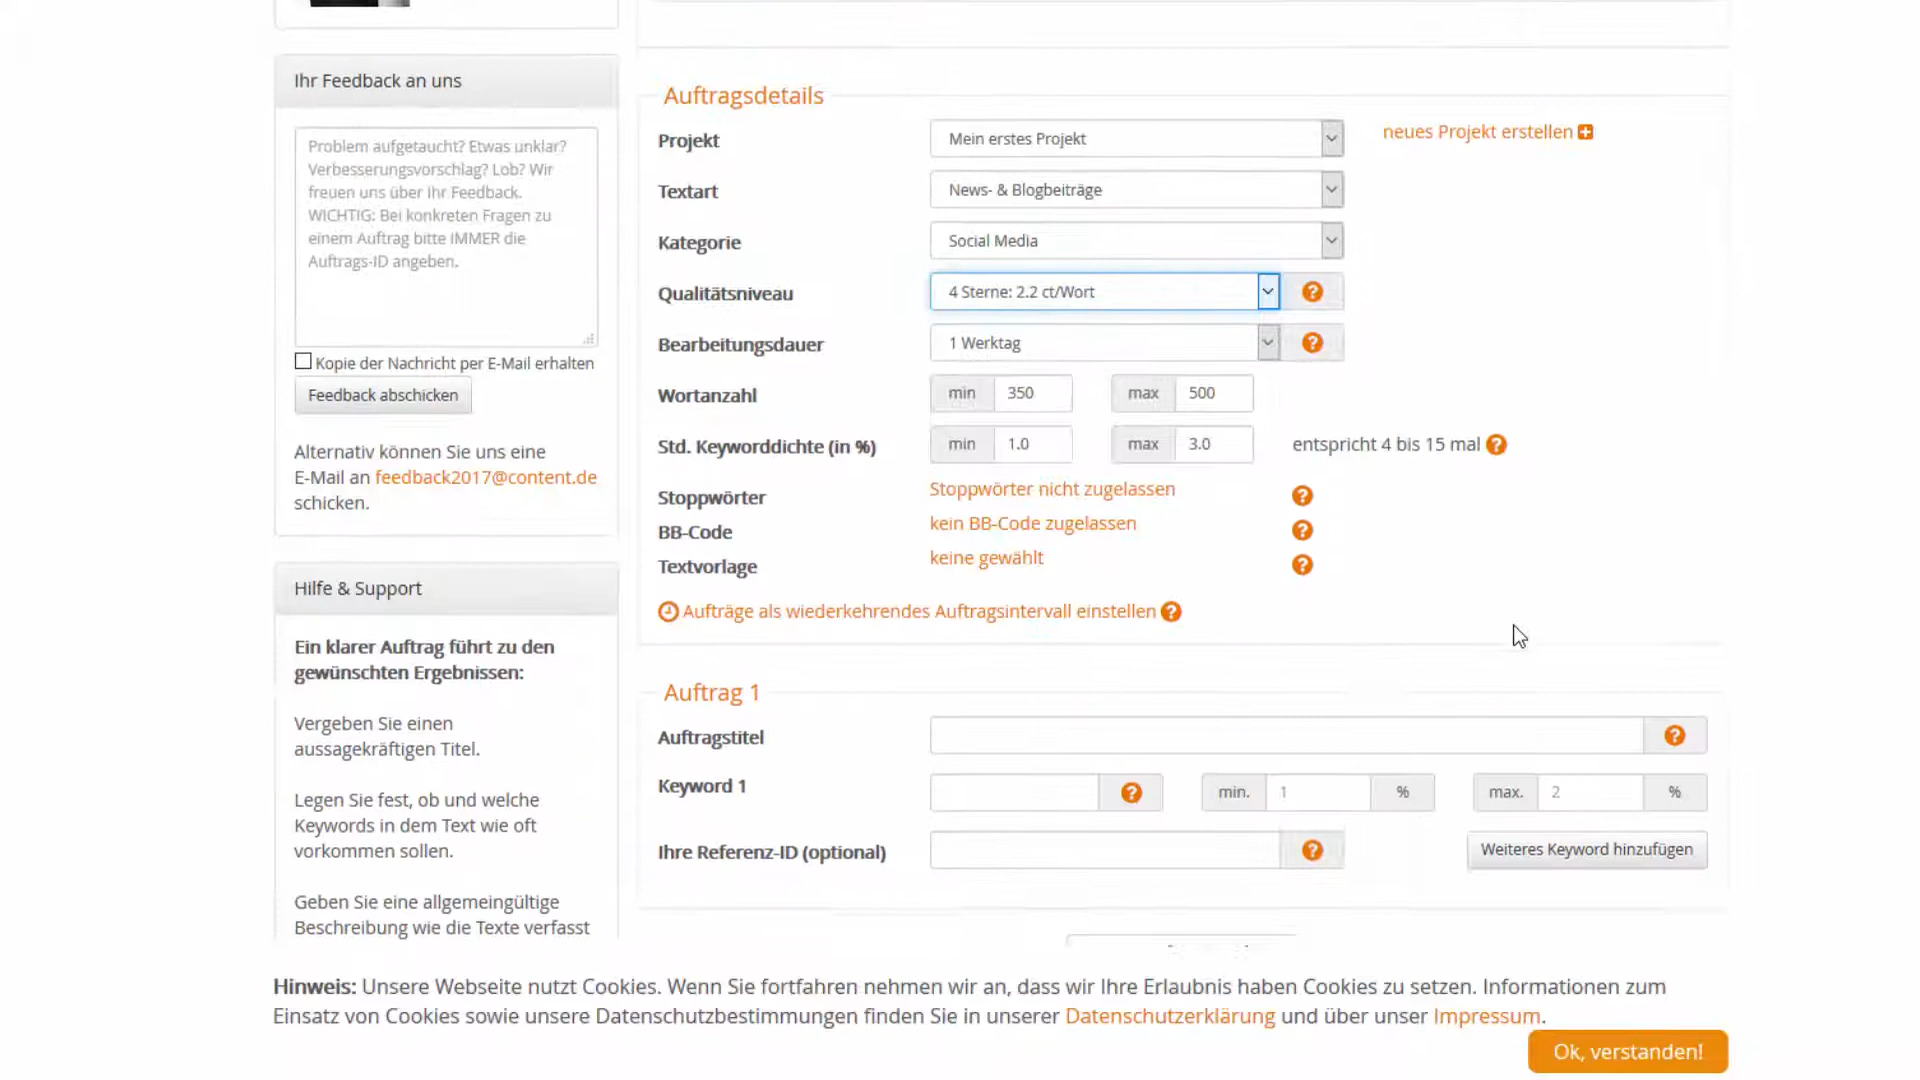 Ihr Feedback an uns
Problem aufgetaucht? Etwas unklar?
Verbesserungsvorschlag? Lob? Wir
freuen uns über Ihr Feedback.
WICHTIG: Bei konkreten Fragen zu
einem Auftrag bitte IMMER die
Auftrags-ID angeben.
Kopie der Nachricht per E-Mail erhalten
Feedback abschicken
Alternativ können Sie uns eine
E-Mail an feedback2017@content.de
schicken.
Hilfe & Support
Ein klarer Auftrag führt zu den
gewünschten Ergebnissen:
Vergeben Sie einen
aussagekräftigen Titel.
Legen Sie fest, ob und welche
Keywords in dem Text wie oft
vorkommen sollen.
Geben Sie eine allgemeingültige
Beschreibung wie die Texte verfasst
Auftragsdetails
Projekt Mein erstes Projekt neues Projekt erstellen
Textart News- & Blogbeiträge
Kategorie Social Media
Qualitätsniveau 4 Sterne: 2.2 ct/Wort ?
Bearbeitungsdauer 1 Werktag ?
Wortanzahl min 350 max 500
Std. Keyworddichte (in %) min 1.0 max 3.0 entspricht 4 bis 15 mal ?
Stoppwörter Stoppwörter nicht zugelassen ?
BB-Code kein BB-Code zugelassen ?
Textvorlage keine gewählt ?
Aufträge als wiederkehrendes Auftragsintervall einstellen ?
Auftrag 1
Auftragstitel ?
Keyword 1 ? min. 1 % max. 2 %
Ihre Referenz-ID (optional) ? Weiteres Keyword hinzufügen
Hinweis: Unsere Webseite nutzt Cookies. Wenn Sie fortfahren nehmen wir an, dass wir Ihre Erlaubnis haben Cookies zu setzen. Informationen zum
Einsatz von Cookies sowie unsere Datenschutzbestimmungen finden Sie in unserer Datenschutzerklärung und über unser Impressum.
Ok, verstanden!